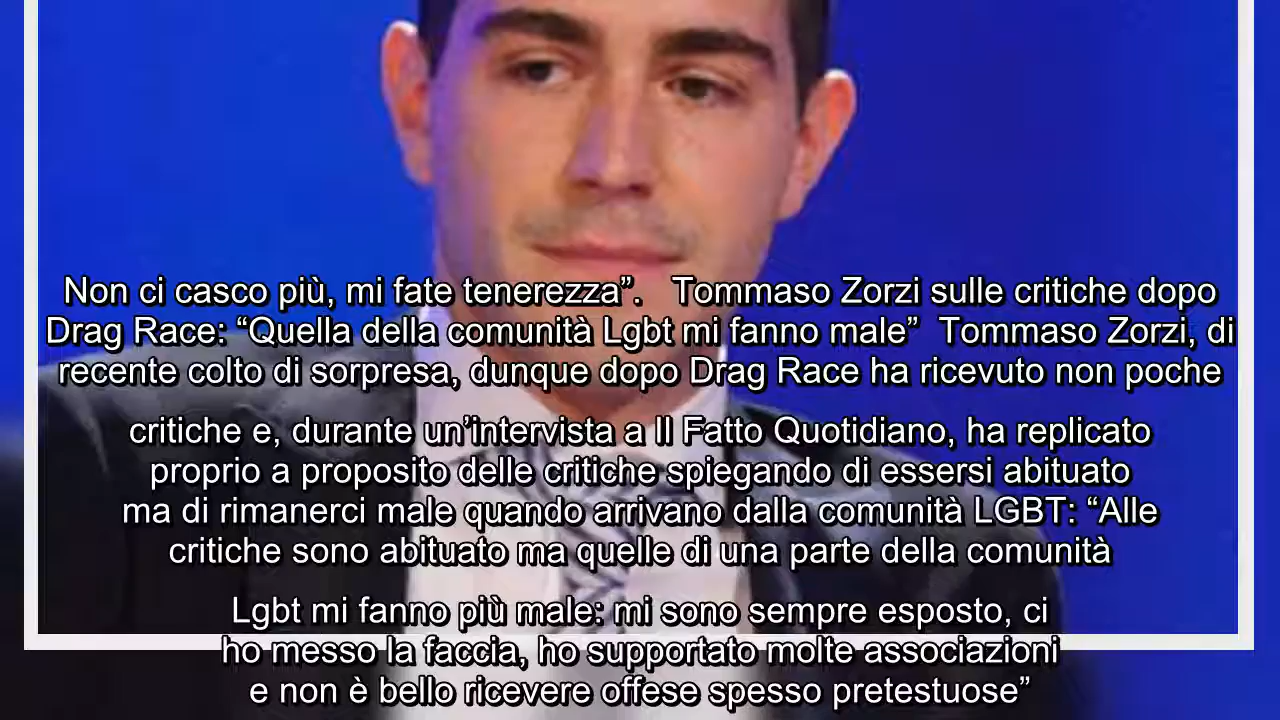 Non ci casco più, mi fate tenerezza”.   Tommaso Zorzi sulle critiche dopo
Drag Race: “Quella della comunità Lgbt mi fanno male”  Tommaso Zorzi, di
recente colto di sorpresa, dunque dopo Drag Race ha ricevuto non poche
critiche e, durante un’intervista a Il Fatto Quotidiano, ha replicato
proprio a proposito delle critiche spiegando di essersi abituato
ma di rimanerci male quando arrivano dalla comunità LGBT: “Alle
critiche sono abituato ma quelle di una parte della comunità
Lgbt mi fanno più male: mi sono sempre esposto, ci
ho messo la faccia, ho supportato molte associazioni
e non è bello ricevere offese spesso pretestuose”